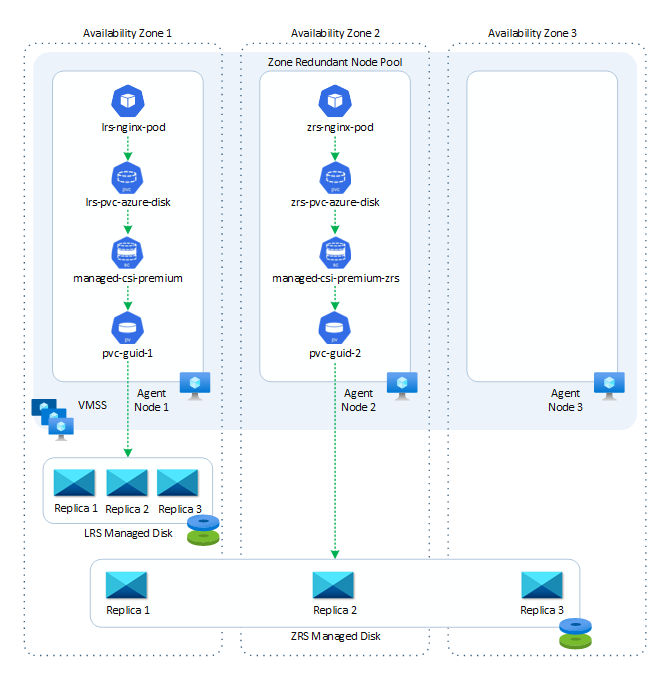 Availability Zone 1
Availability Zone 2
Availability Zone 3
Zone Redundant Node Pool
lrs-nginx-pod
zrs-nginx-pod
pvc
pvc
lrs-pvc-azure-disk
zrs-pvc-azure-disk
sc
sc
managed-csi-premium
managed-csi-premium-zrs
pv
pv
pvc-guid-1
pvc-guid-2
VMSS
Agent
Node 1
Agent
Node 2
Agent
Node 3
Replica 1
Replica 2
Replica 3
LRS Managed Disk
Replica 1
Replica 2
Replica 3
ZRS Managed Disk